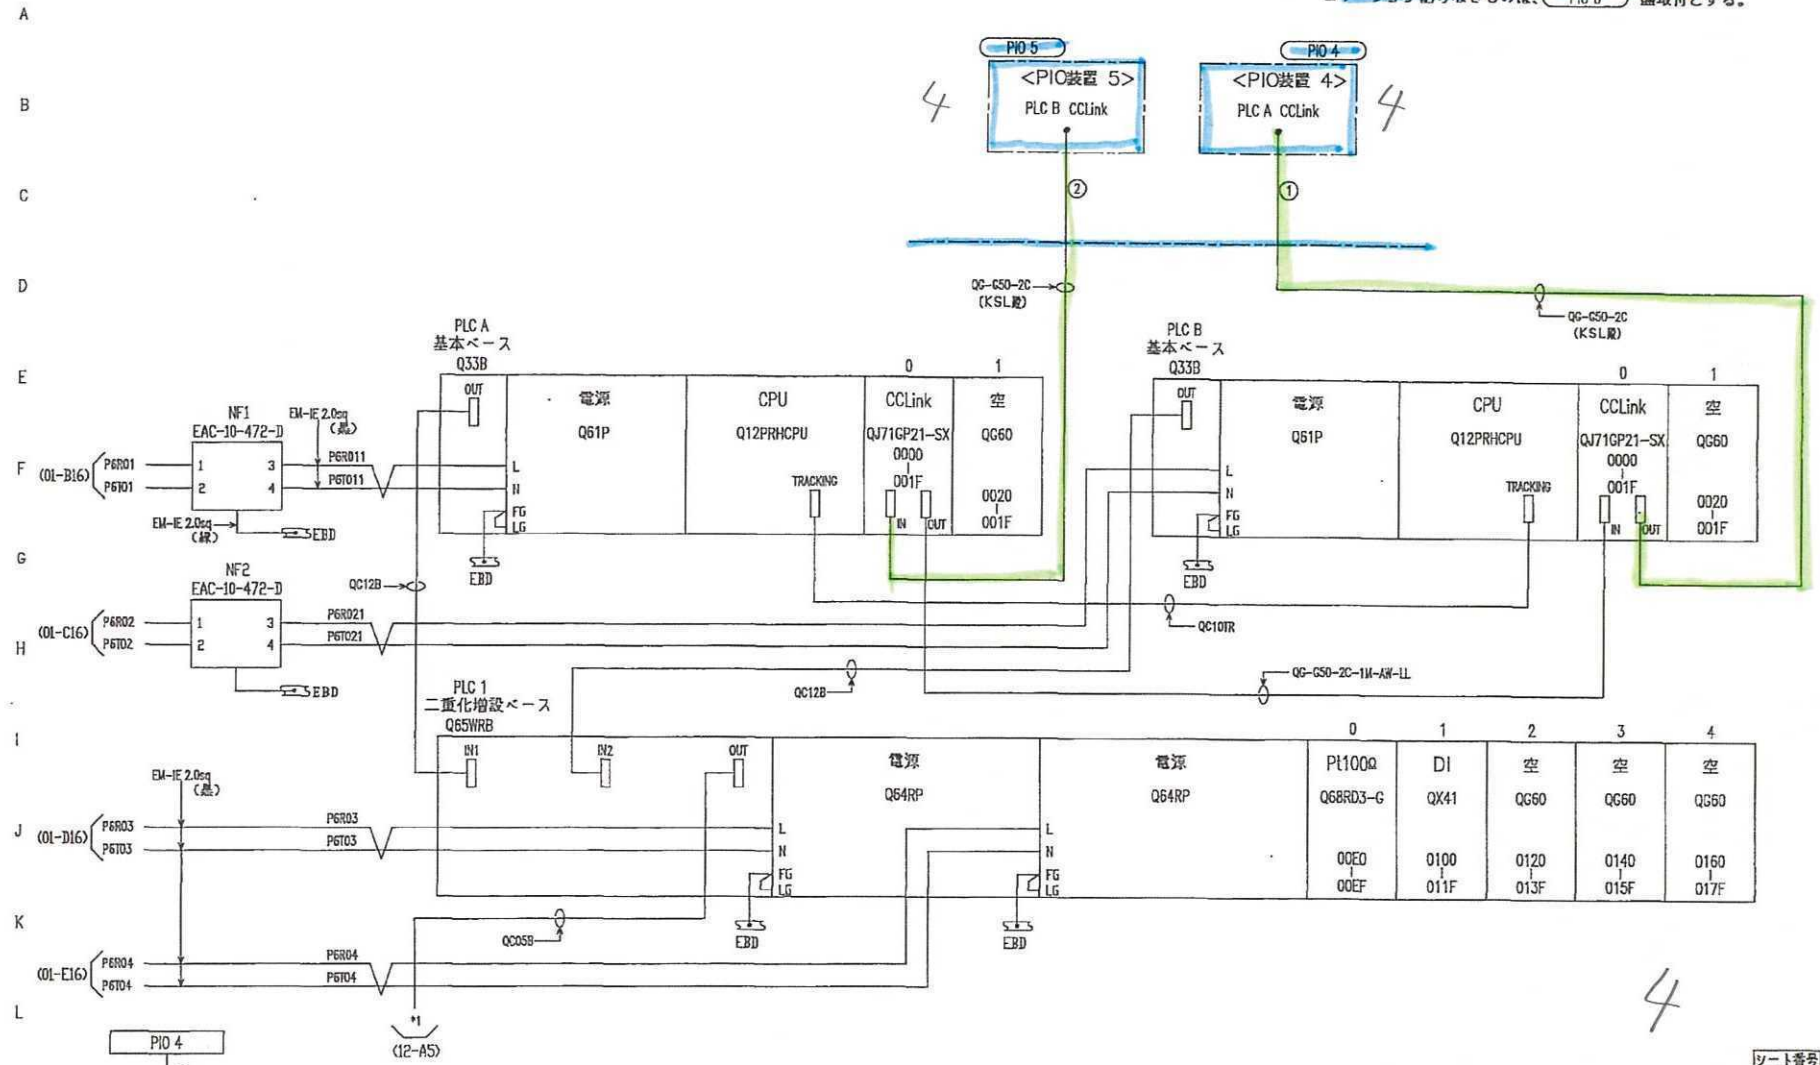 A
PIO 5
PIO 4
<PIO装置 5>
<PIO装置 4>
B
4
PLC B CCLink
PLC A CCLink
4
C
②
①
D
QG-G50-2C
(KSL殿)
QG-G50-2C
(KSL殿)
PLC A
基本ベース
Q33B
PLC B
基本ベース
Q33B
E
0
1
0
1
OUT
電源
CPU
CCLink
空
OUT
電源
CPU
CCLink
空
NF1
EAC-10-472-D
EM-IE 2.0sq
(黒)
Q61P
Q12PRHCPU
QJ71GP21-SX
QG60
Q61P
Q12PRHCPU
QJ71GP21-SX
QG60
F
(01-B16)
P6R01
1
3
P6R011
L
0000
001F
P6T01
2
4
P6T011
N
TRACKING
0020
001F
L
N
TRACKING
0000
001F
0020
001F
EM-IE 2.0sq
(緑)
EBD
FG
LG
IN
OUT
FG
LG
IN
OUT
G
EBD
EBD
NF2
EAC-10-472-D
QC12B
H
(01-C16)
P6R02
1
3
P6R021
P6T02
2
4
P6T021
QC10TR
EBD
QC12B
QG-G50-2C-1M-AW-LL
PLC 1
二重化増設ベース
Q65WRB
I
0
1
2
3
4
IN1
IN2
OUT
電源
電源
Pt100Ω
DI
空
空
空
EM-IE 2.0sq
(黒)
Q64RP
Q64RP
Q68RD3-G
QX41
QG60
QG60
QG60
J
(01-D16)
P6R03
P6R03
L
L
P6T03
P6T03
N
N
00E0
00EF
0100
011F
0120
013F
0140
015F
0160
017F
FG
LG
FG
LG
K
QC05B
EBD
EBD
(01-E16)
P6R04
P6R04
P6T04
P6T04
L
4
*1
(12-A5)
PIO 4
シート番号